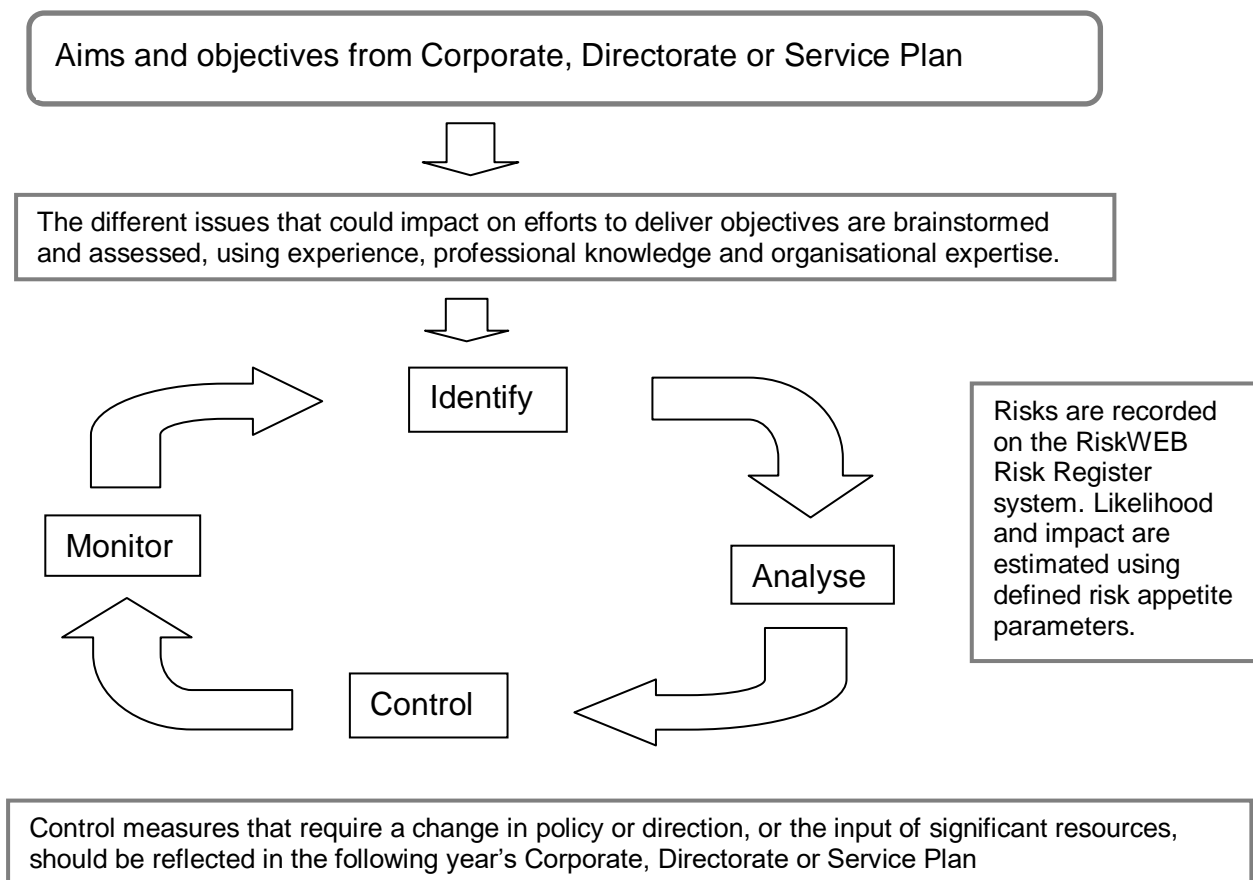 Aims and objectives from Corporate, Directorate or Service Plan
The different issues that could impact on efforts to deliver objectives are brainstormed
and assessed, using experience, professional knowledge and organisational expertise.
Identify
Risks are recorded
on the RiskWEB
Risk Register
system. Likelihood
and impact are
estimated using
defined risk appetite
parameters.
Monitor
Analyse
Control
Control measures that require a change in policy or direction, or the input of significant resources,
should be reflected in the following year’s Corporate, Directorate or Service Plan